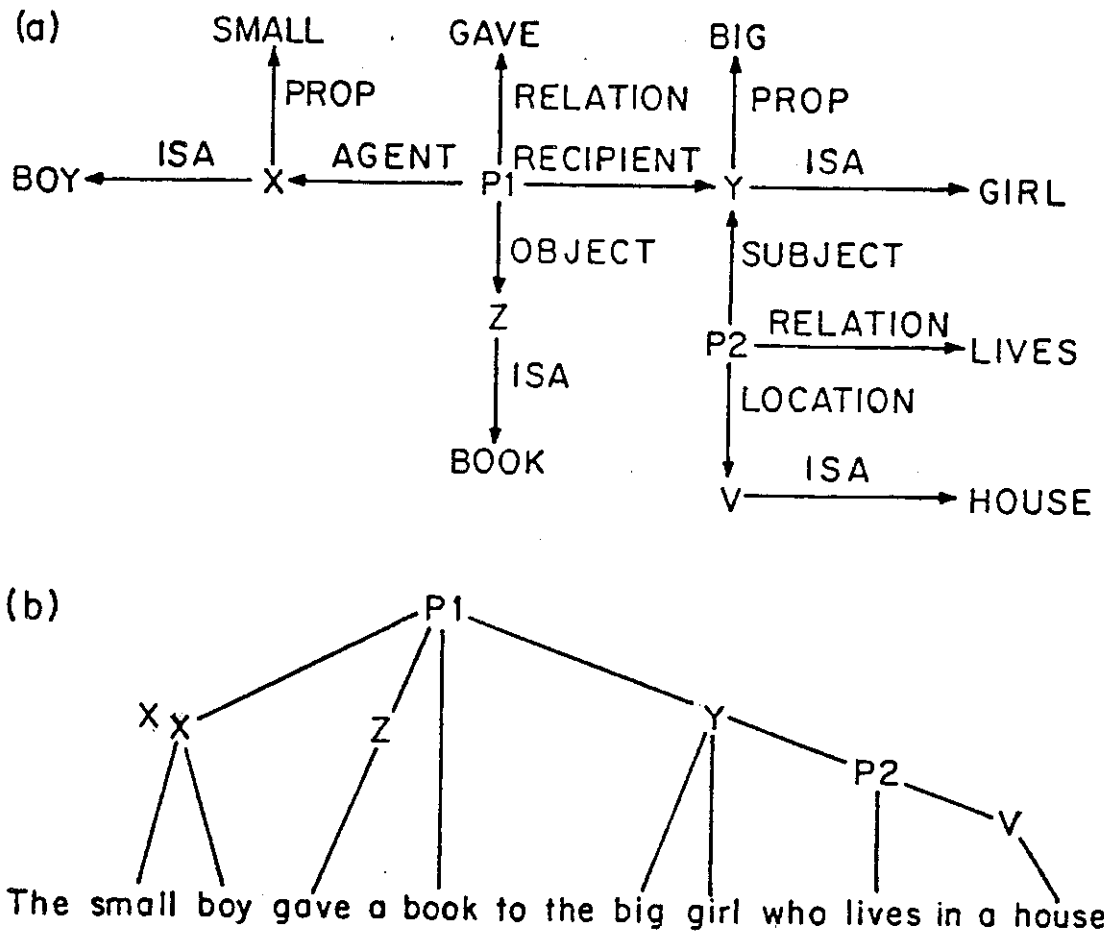 (a) SMALL GAVE BIG
PROP RELATION PROP
BOY ISA X AGENT P1 RECIPIENT Y ISA GIRL
OBJECT SUBJECT
Z P2 RELATION LIVES
ISA LOCATION
BOOK ISA
V HOUSE
(b) P1
X X Z Y
P2
V
The small boy gave a book to the big girl who lives in a house